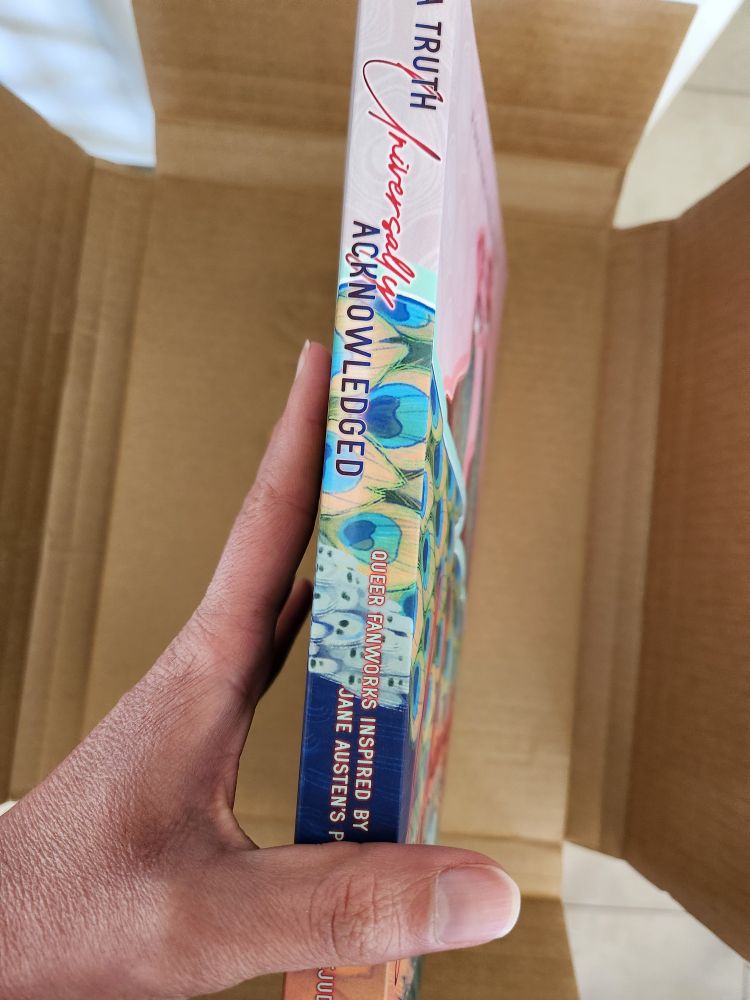 A TRUTH
Universally
ACKNOWLEDGED
QUEER FANWORKS INSPIRED BY
JANE AUSTEN'S